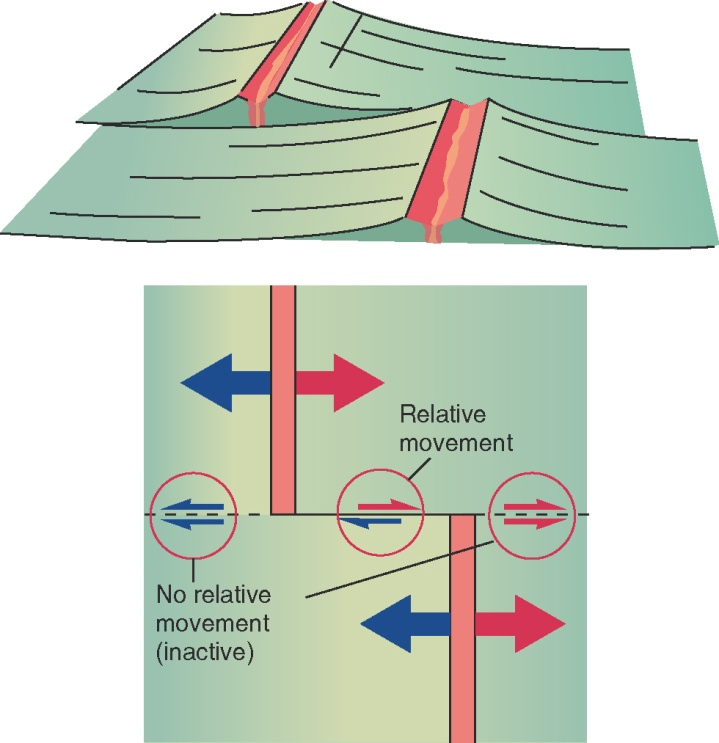 Relative
movement
No relative
movement
(inactive)